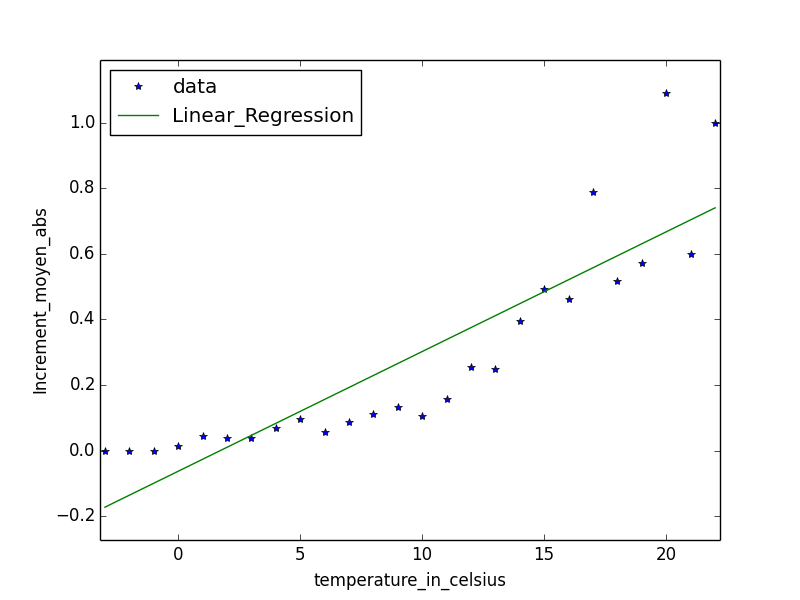 data
Linear_Regression
1.0
0.8
0.6
0.4
0.2
0.0
−0.2
Increment_moyen_abs
0 5 10 15 20
temperature_in_celsius